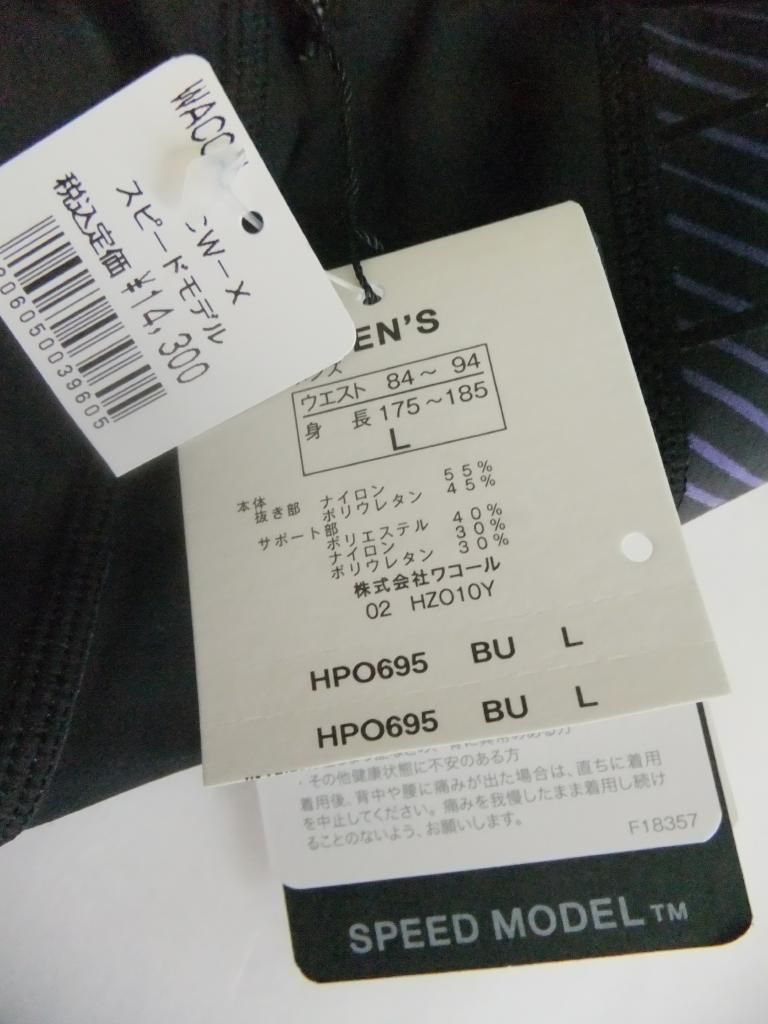 WACO
CW-X
スピードモデル
税込定価 ¥14,300
206050039605
EN'S
ウエスト 84～94
身長 175～185
L
本体
抜き部 ナイロン 55%
ポリウレタン 45%
サポート部 ポリエステル 40%
ナイロン 30%
ポリウレタン 30%
株式会社ワコール
02 HZO10Y
HPO695 BU L
HPO695 BU L
・その他健康状態に不安のある方
着用後、背中や腰に痛みが出た場合は、直ちに着用
を中止してください。痛みを我慢したまま着用し続け
ることのないよう、お願いします。
F18357
SPEED MODEL™